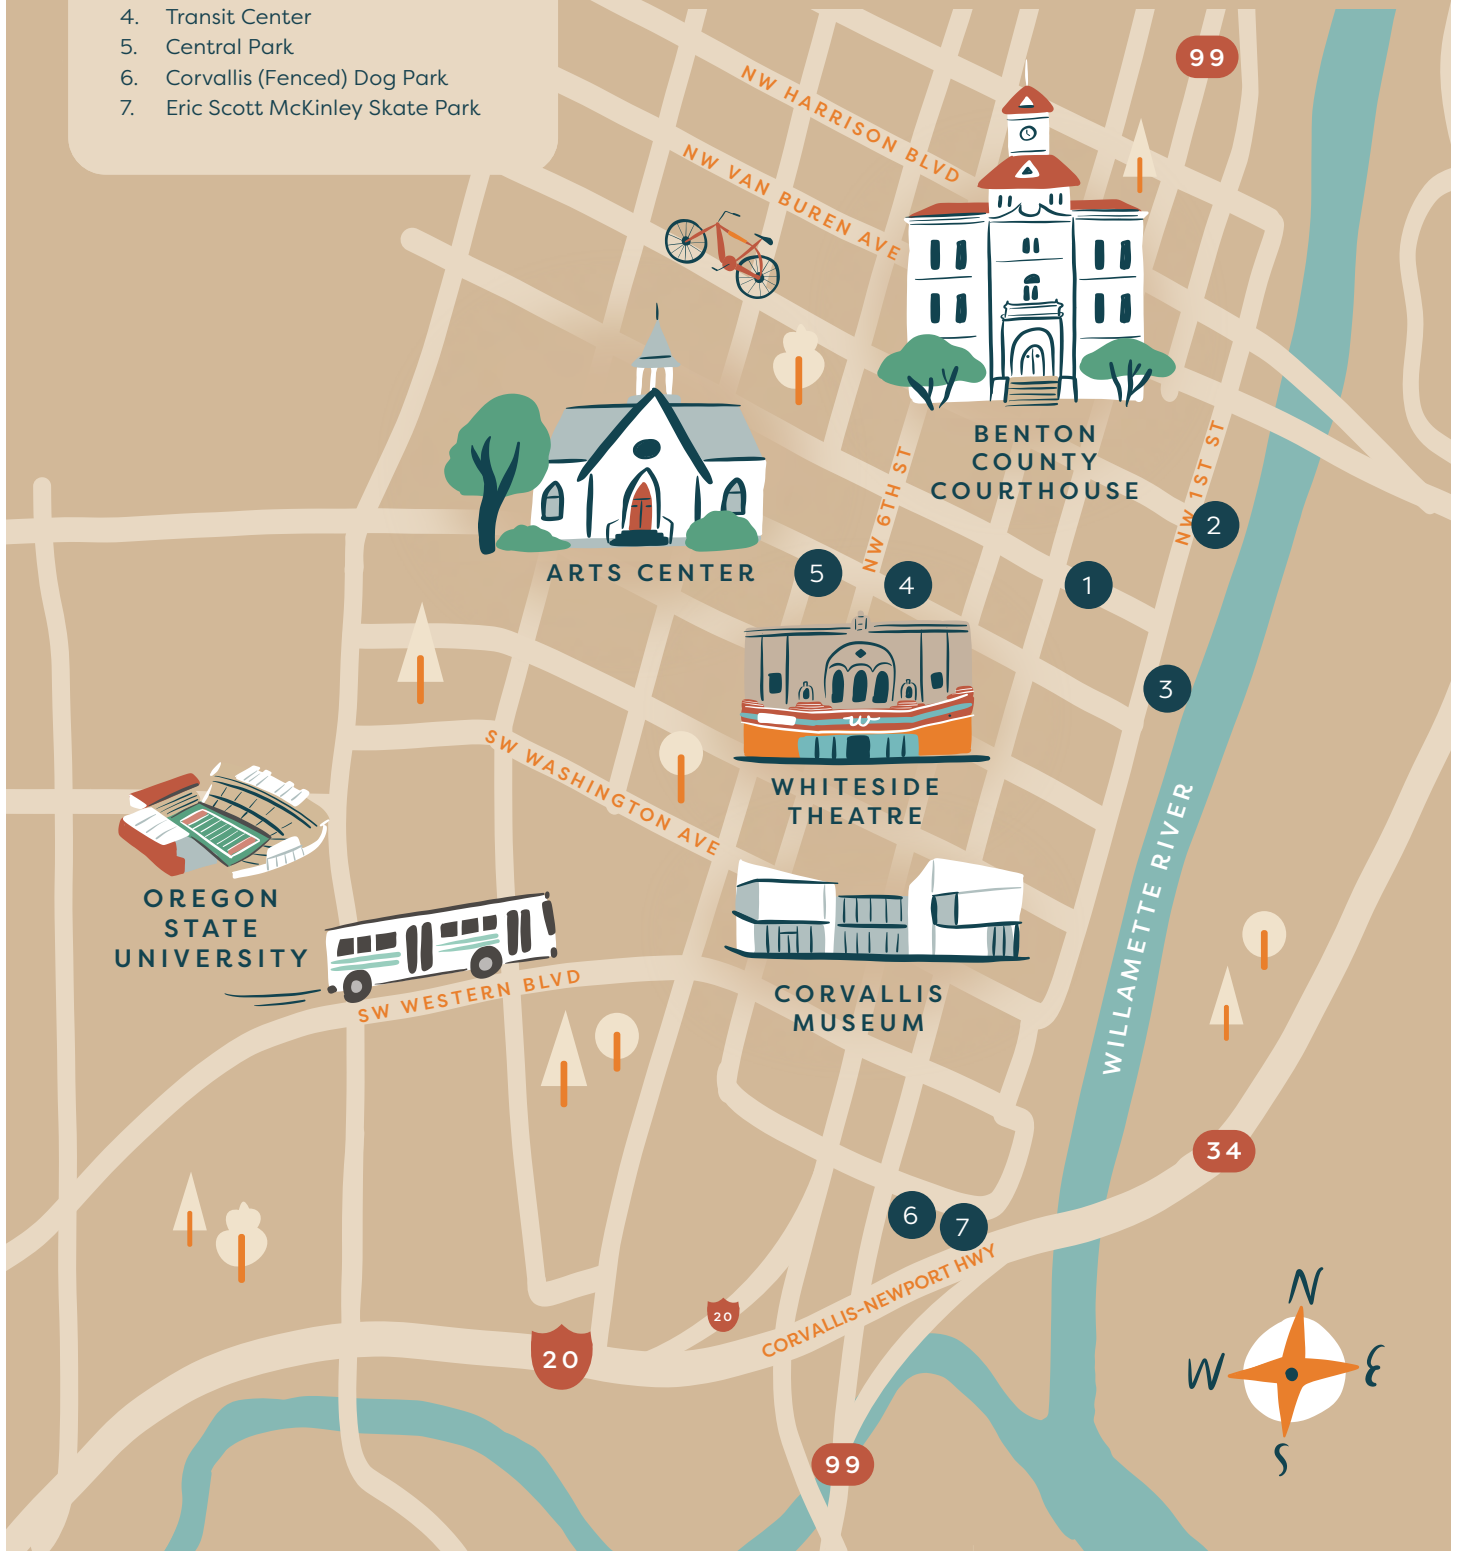 4. Transit Center
5. Central Park
6. Corvallis (Fenced) Dog Park
7. Eric Scott McKinley Skate Park
99
NW HARRISON BLVD
NW VAN BUREN AVE
BENTON
COUNTY
COURTHOUSE
NW 1ST ST
NW 6TH ST
2
ARTS CENTER
5
4
1
3
W
SW WASHINGTON AVE
WHITESIDE
THEATRE
WILLAMETTE RIVER
OREGON
STATE
UNIVERSITY
SW WESTERN BLVD
CORVALLIS
MUSEUM
34
6
7
CORVALLIS-NEWPORT HWY
20
20
99
N
W
E
S